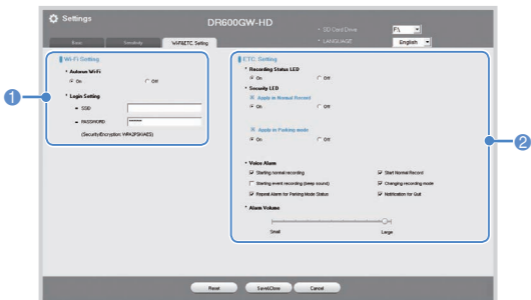 Settings
DR600GW-HD
SD Card Drive F:\
LANGUAGE English
Basic Sensitivity Wi-Fi&ETC. Setting
Wi-Fi Setting
Autorun Wi-Fi
On Off
Login Setting
SSID
PASSWORD ********
(Security/Encryption: WPA2PSK/AES)
1
ETC. Setting
Recording Status LED
On Off
Security LED
Apply in Normal Record
On Off
Apply in Parking mode
On Off
Voice Alarm
Starting normal recording Start Normal Record
Starting event recording (beep sound) Changing recording mode
Repeat Alarm for Parking Mode Status Notification for Quit
Alarm Volume
Small Large
2
Reset Save&Close Cancel